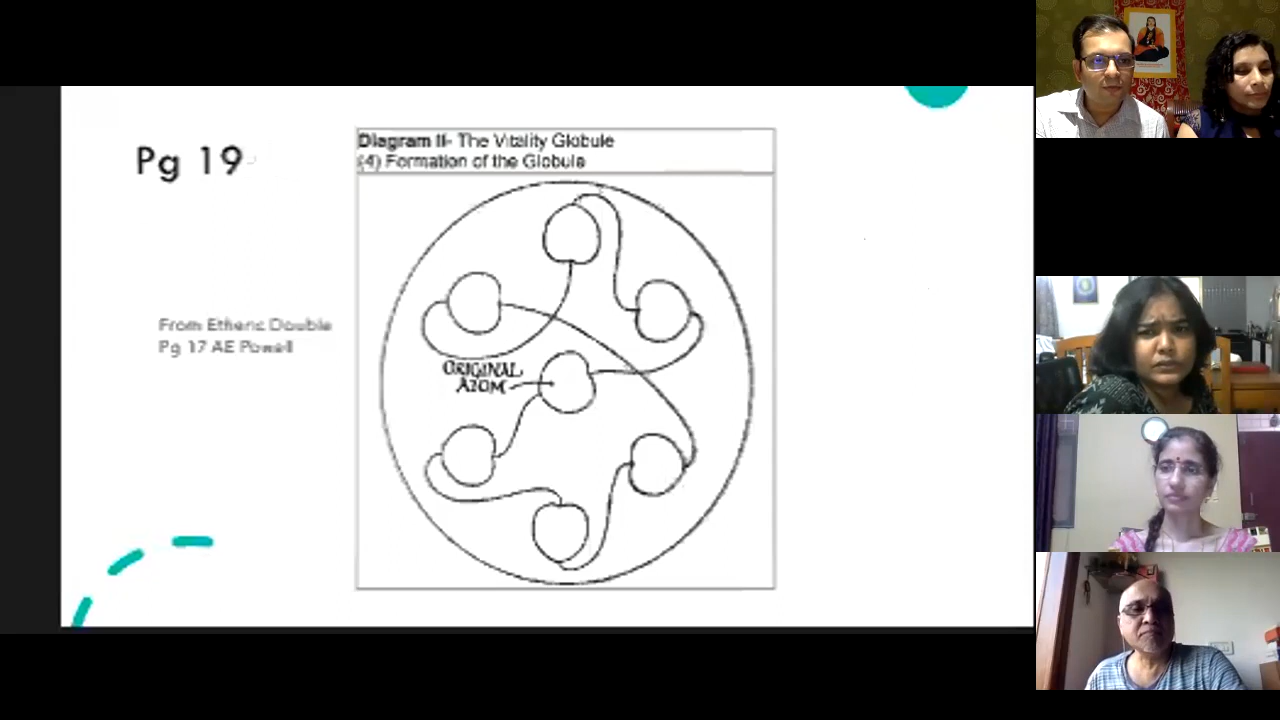 Pg 19
Diagram II- The Vitality Globule
(4) Formation of the Globule
From Etheric Double
Pg 17 AE Powell
ORIGINAL
ATOM